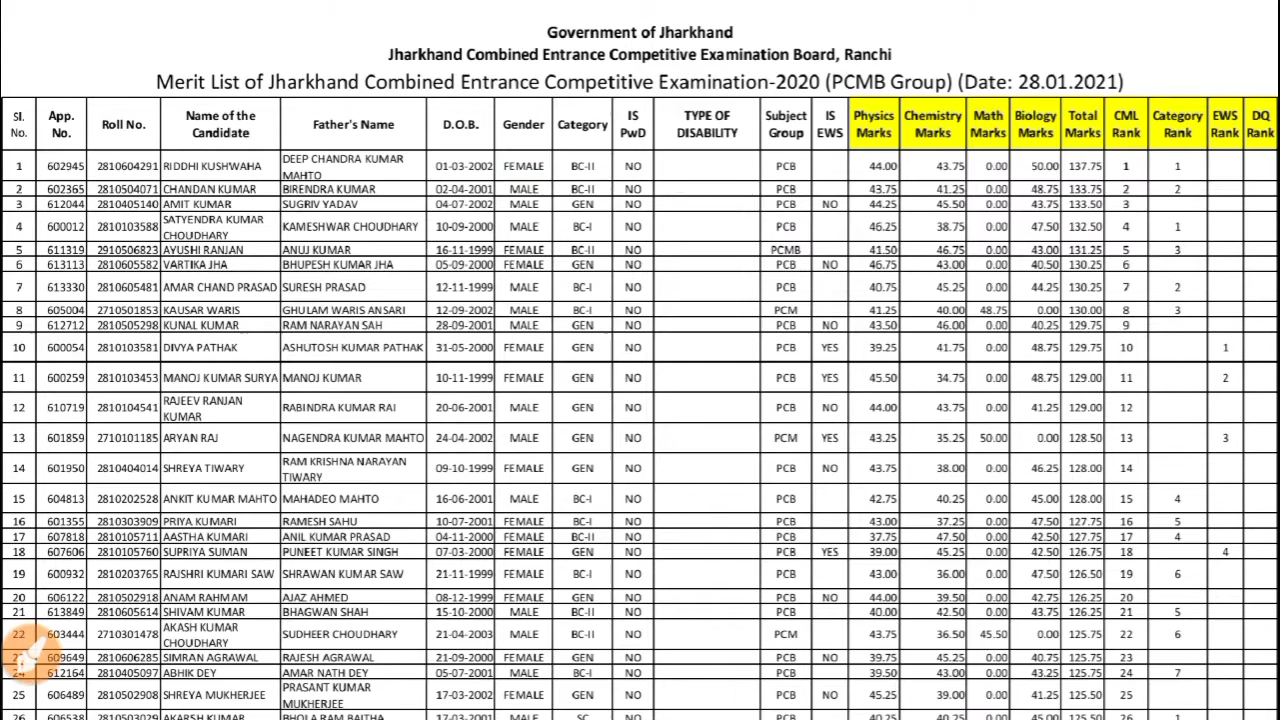 Government of Jharkhand
Jharkhand Combined Entrance Competitive Examination Board, Ranchi
Merit List of Jharkhand Combined Entrance Competitive Examination-2020 (PCMB Group) (Date: 28.01.2021)
Sl. No. App. No. Roll No. Name of the Candidate Father's Name D.O.B. Gender Category IS PwD TYPE OF DISABILITY Subject Group IS EWS Physics Marks Chemistry Marks Math Marks Biology Marks Total Marks CML Rank Category Rank EWS Rank DQ Rank
1 602945 2810604291 RIDDHI KUSHWAHA DEEP CHANDRA KUMAR MAHTO 01-03-2002 FEMALE BC-II NO PCB 44.00 43.75 0.00 50.00 137.75 1 1
2 602365 2810504071 CHANDAN KUMAR BIRENDRA KUMAR 02-04-2001 MALE BC-II NO PCB 43.75 41.25 0.00 48.75 133.75 2 2
3 612044 2810405140 AMIT KUMAR SUGRIV YADAV 04-07-2002 MALE GEN NO PCB NO 44.25 45.50 0.00 43.75 133.50 3
4 600012 2810103588 SATYENDRA KUMAR CHOUDHARY KAMESHWAR CHOUDHARY 10-09-2000 MALE BC-I NO PCB 46.25 38.75 0.00 47.50 132.50 4 1
5 611319 2910506823 AYUSHI RANJAN ANUJ KUMAR 16-11-1999 FEMALE BC-II NO PCMB 41.50 46.75 0.00 43.00 131.25 5 3
6 613113 2810605582 VARTIKA JHA BHUPESH KUMAR JHA 05-09-2000 FEMALE GEN NO PCB NO 46.75 43.00 0.00 40.50 130.25 6
7 613330 2810605481 AMAR CHAND PRASAD SURESH PRASAD 12-11-1999 MALE BC-I NO PCB 40.75 45.25 0.00 44.25 130.25 7 2
8 605004 2710501853 KAUSAR WARIS GHULAM WARIS ANSARI 12-09-2002 MALE BC-I NO PCM 41.25 40.00 48.75 0.00 130.00 8 3
9 612712 2810505298 KUNAL KUMAR RAM NARAYAN SAH 28-09-2001 MALE GEN NO PCB NO 43.50 46.00 0.00 40.25 129.75 9
10 600054 2810103581 DIVYA PATHAK ASHUTOSH KUMAR PATHAK 31-05-2000 FEMALE GEN NO PCB YES 39.25 41.75 0.00 48.75 129.75 10 1
11 600259 2810103453 MANOJ KUMAR SURYA MANOJ KUMAR 10-11-1999 FEMALE GEN NO PCB YES 45.50 34.75 0.00 48.75 129.00 11 2
12 610719 2810104541 RAJEEV RANJAN KUMAR RABINDRA KUMAR RAI 20-06-2001 MALE GEN NO PCB NO 44.00 43.75 0.00 41.25 129.00 12
13 601859 2710101185 ARYAN RAJ NAGENDRA KUMAR MAHTO 24-04-2002 MALE GEN NO PCM YES 43.25 35.25 50.00 0.00 128.50 13 3
14 601950 2810404014 SHREYA TIWARY RAM KRISHNA NARAYAN TIWARY 09-10-1999 FEMALE GEN NO PCB NO 43.75 38.00 0.00 46.25 128.00 14
15 604813 2810202528 ANKIT KUMAR MAHTO MAHADEO MAHTO 16-06-2001 MALE BC-I NO PCB 42.75 40.25 0.00 45.00 128.00 15 4
16 601355 2810303909 PRIYA KUMARI RAMESH SAHU 10-07-2001 FEMALE BC-I NO PCB 43.00 37.25 0.00 47.50 127.75 16 5
17 607818 2810105711 AASTHA KUMARI ANIL KUMAR PRASAD 04-11-2000 FEMALE BC-II NO PCB 37.75 47.50 0.00 42.50 127.75 17 4
18 607606 2810105760 SUPRIYA SUMAN PUNEET KUMAR SINGH 07-03-2000 FEMALE GEN NO PCB YES 39.00 45.25 0.00 42.50 126.75 18 4
19 600932 2810203765 RAJSHRI KUMARI SAW SHRAWAN KUMAR SAW 21-11-1999 FEMALE BC-I NO PCB 43.00 36.00 0.00 47.50 126.50 19 6
20 606122 2810502918 ANAM RAHMAM AJAZ AHMED 08-12-1999 FEMALE GEN NO PCB NO 44.00 39.50 0.00 42.75 126.25 20
21 613849 2810605614 SHIVAM KUMAR BHAGWAN SHAH 15-10-2000 MALE BC-II NO PCB 40.00 42.50 0.00 43.75 126.25 21 5
22 603444 2710301478 AKASH KUMAR CHOUDHARY SUDHEER CHOUDHARY 21-04-2003 MALE BC-II NO PCM 43.75 36.50 45.50 0.00 125.75 22 6
23 609649 2810606285 SIMRAN AGRAWAL RAJESH AGRAWAL 21-09-2000 FEMALE GEN NO PCB NO 39.75 45.25 0.00 40.75 125.75 23
24 612164 2810405097 ABHIK DEY AMAR NATH DEY 05-07-2001 MALE BC-I NO PCB 39.50 43.00 0.00 43.25 125.75 24 7
25 606489 2810502908 SHREYA MUKHERJEE PRASANT KUMAR MUKHERJEE 17-03-2002 FEMALE GEN NO PCB NO 45.25 39.00 0.00 41.25 125.50 25
26 606538 2810503029 AKARSH KUMAR BHOLA RAM BAITHA 17-03-2001 MALE SC NO PCB 40.25 40.25 0.00 45.00 125.50 26 1